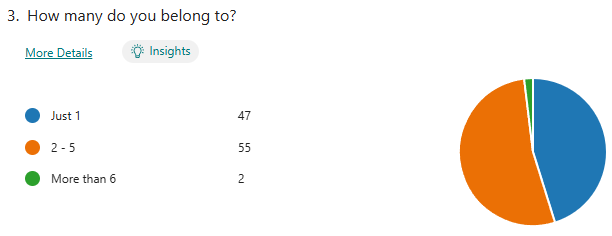 3. How many do you belong to?
More Details Insights
Just 1 47
2 - 5 55
More than 6 2